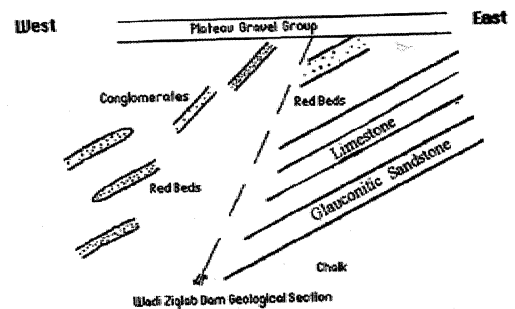 West
East
Plateau Gravel Group
Conglomerates
Red Beds
Limestone
Red Beds
Glauconitic Sandstone
Chalk
Wadi Ziqlab Dam Geological Section